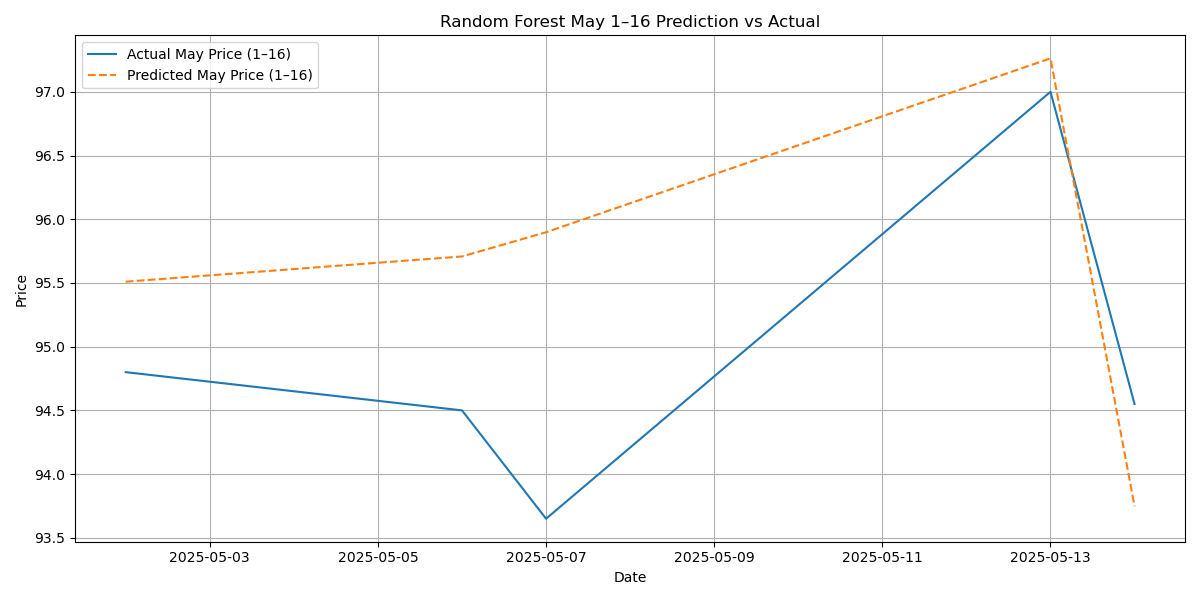 Random Forest May 1–16 Prediction vs Actual
Actual May Price (1–16)
Predicted May Price (1–16)
Price
97.0
96.5
96.0
95.5
95.0
94.5
94.0
93.5
2025-05-03 2025-05-05 2025-05-07 2025-05-09 2025-05-11 2025-05-13
Date